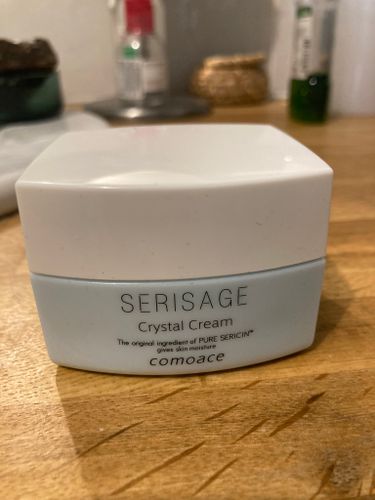 SERISAGE
Crystal Cream
The original ingredient of PURE SERICIN™
gives skin moisture
comoace